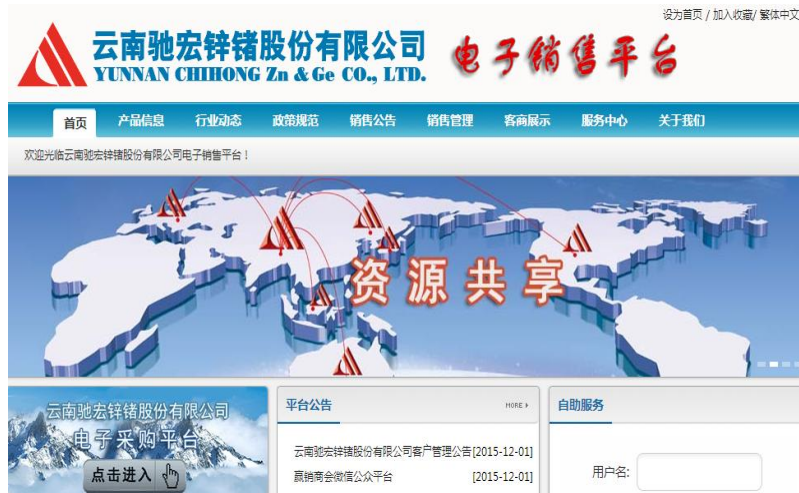 设为首页 / 加入收藏/ 繁体中文
云南驰宏锌锗股份有限公司
YUNNAN CHIHONG Zn & Ge CO., LTD.
电子销售平台
首页 产品信息 行业动态 政策规范 销售公告 销售管理 客商展示 服务中心 关于我们
欢迎光临云南驰宏锌锗股份有限公司电子销售平台！
资源共享
云南驰宏锌锗股份有限公司
电子采购平台
点击进入
平台公告 MORE
云南驰宏锌锗股份有限公司客户管理公告[2015-12-01]
赢销商会微信公众平台 [2015-12-01]
自助服务
用户名: